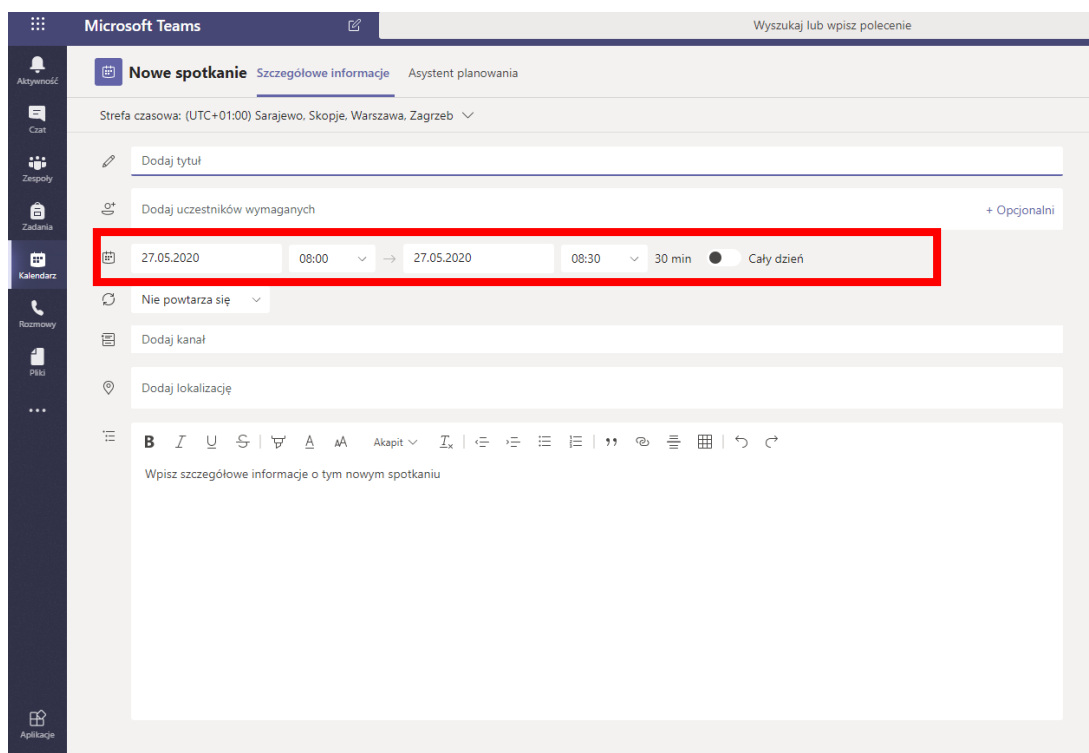 Microsoft Teams
Wyszukaj lub wpisz polecenie
Aktywność
Czat
Zespoły
Zadania
Kalendarz
Rozmowy
Pliki
Aplikacje
Nowe spotkanie Szczegółowe informacje Asystent planowania
Strefa czasowa: (UTC+01:00) Sarajewo, Skopje, Warszawa, Zagrzeb
Dodaj tytuł
Dodaj uczestników wymaganych + Opcjonalni
27.05.2020 08:00 → 27.05.2020 08:30 30 min Cały dzień
Nie powtarza się
Dodaj kanał
Dodaj lokalizację
Akapit
Wpisz szczegółowe informacje o tym nowym spotkaniu